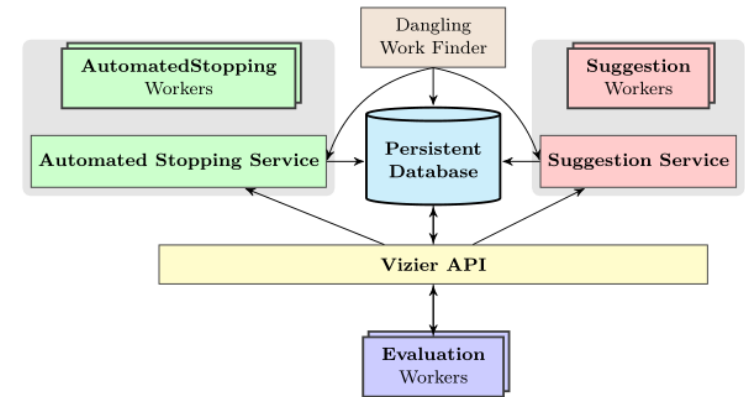 Dangling
Work Finder
AutomatedStopping
Workers
Suggestion
Workers
Automated Stopping Service
Persistent
Database
Suggestion Service
Vizier API
Evaluation
Workers